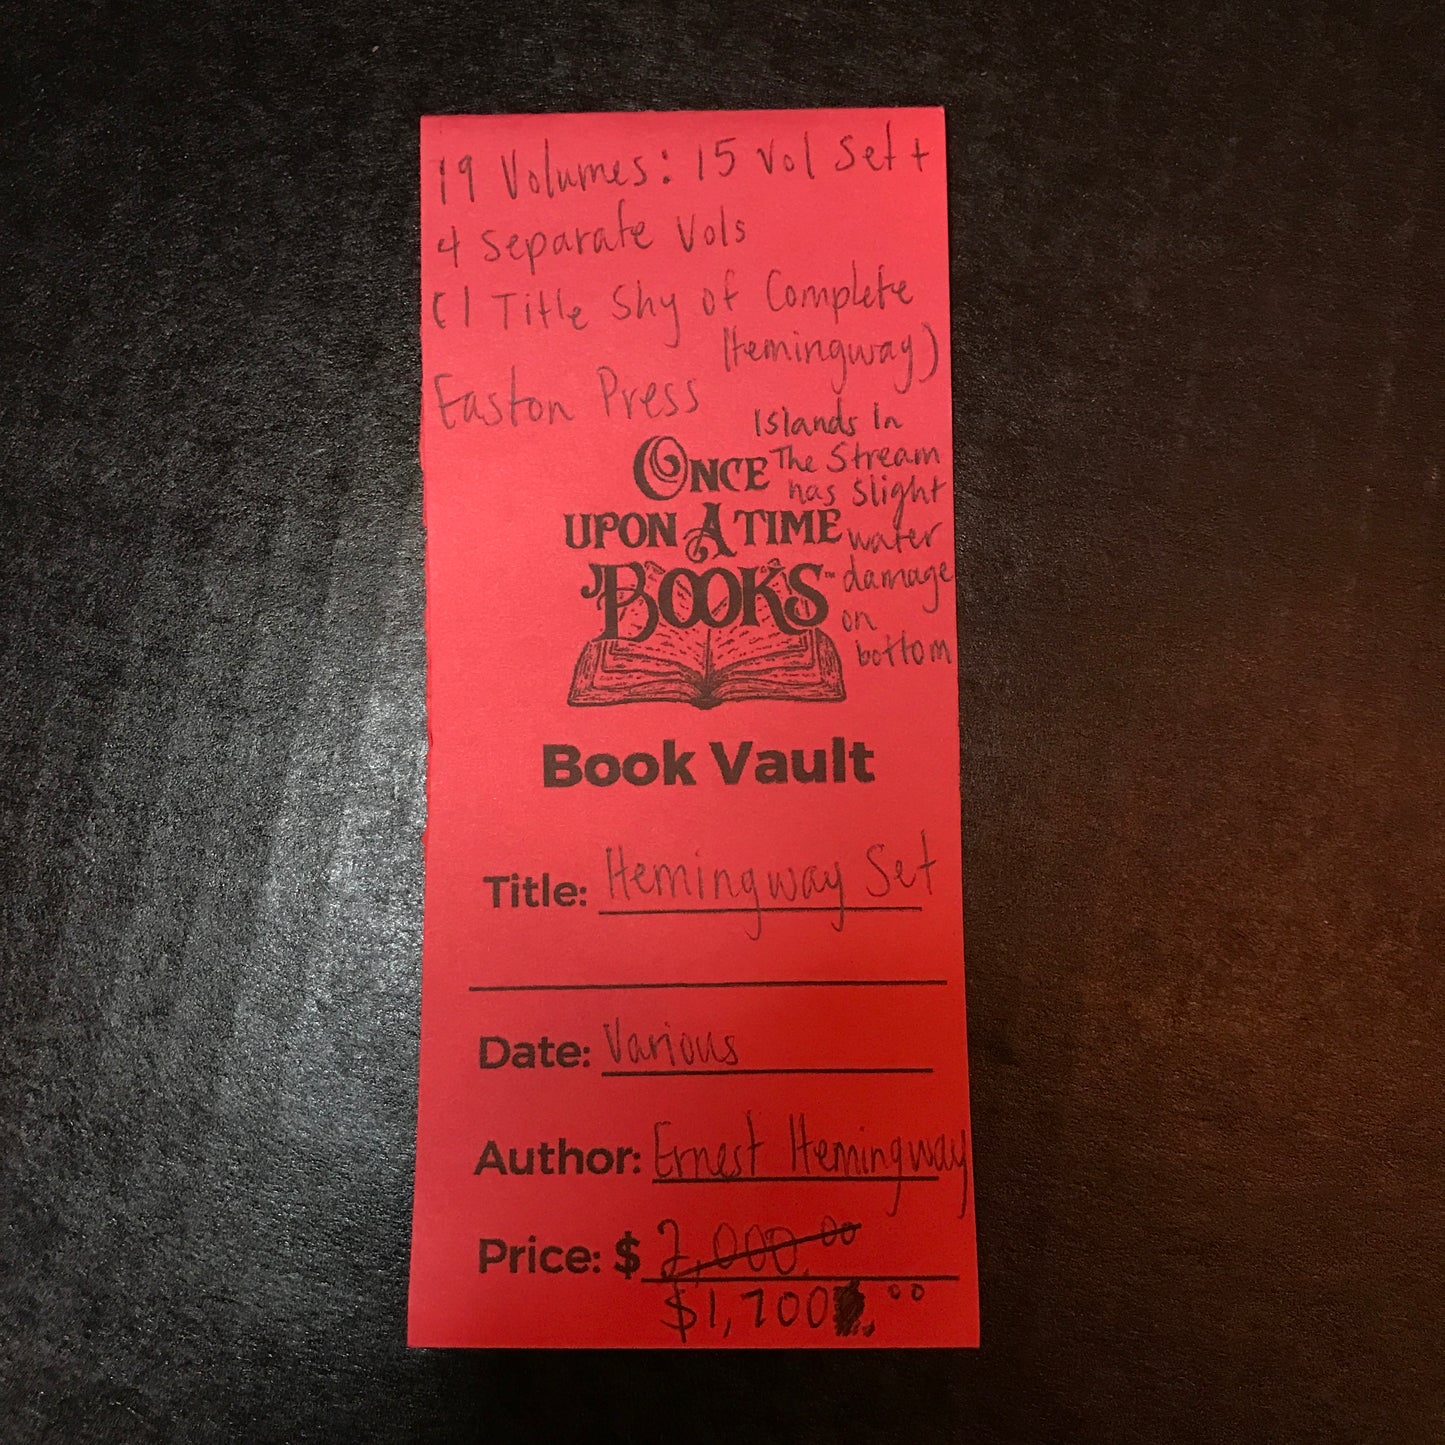 19 Volumes: 15 Vol Set +
4 Separate Vols
(1 Title Shy of Complete
Hemingway)
Easton Press
Islands In
The Stream
has slight
water
damage
on
bottom
ONCE
UPON A TIME
BOOKS™
Book Vault
Title: Hemingway Set
Date: Various
Author: Ernest Hemingway
Price: $ 2,000.00
$1,700.00